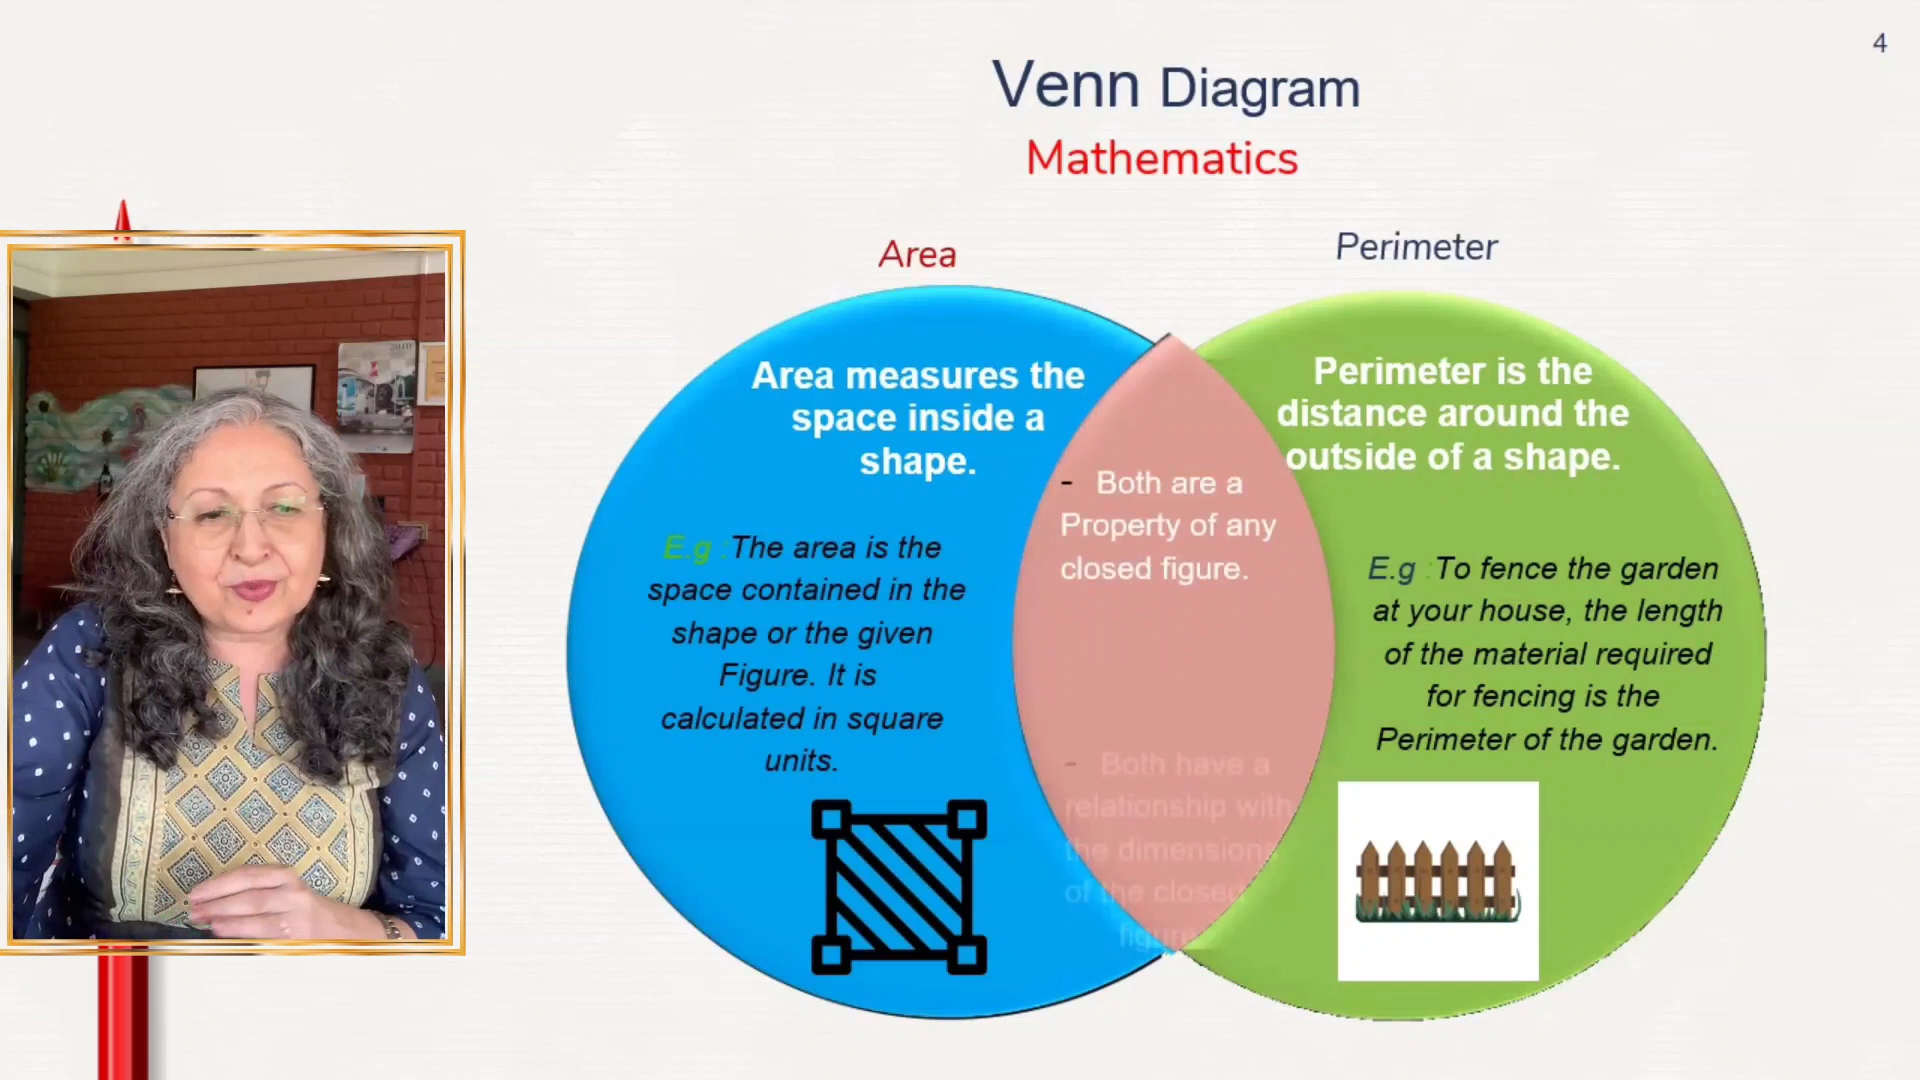 4
Venn Diagram
Mathematics
Area
Perimeter
Area measures the
space inside a
shape.
E.g :The area is the
space contained in the
shape or the given
Figure. It is
calculated in square
units.
- Both are a
Property of any
closed figure.
- Both have a
relationship with
the dimensions
of the closed
figure
Perimeter is the
distance around the
outside of a shape.
E.g :To fence the garden
at your house, the length
of the material required
for fencing is the
Perimeter of the garden.